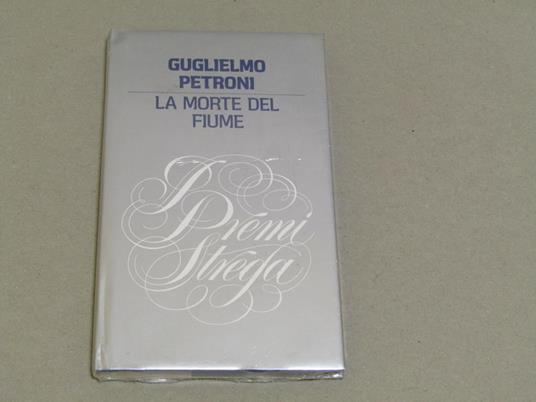 GUGLIELMO
PETRONI
LA MORTE DEL
FIUME
I
Premi
Strega